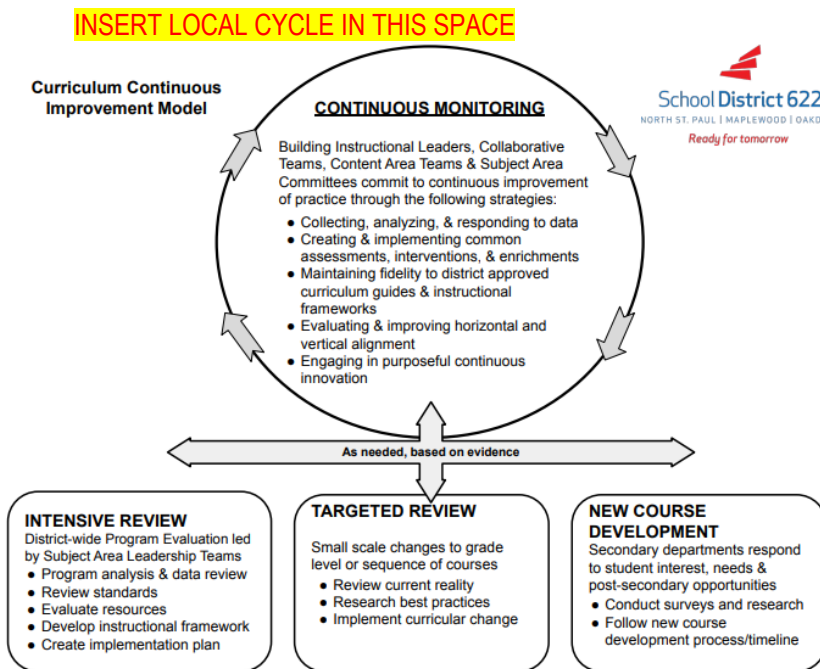 INSERT LOCAL CYCLE IN THIS SPACE
Curriculum Continuous
Improvement Model
School District 622
NORTH ST. PAUL | MAPLEWOOD | OAKD
Ready for tomorrow
CONTINUOUS MONITORING
Building Instructional Leaders, Collaborative
Teams, Content Area Teams & Subject Area
Committees commit to continuous improvement
of practice through the following strategies:
● Collecting, analyzing, & responding to data
● Creating & implementing common
assessments, interventions, & enrichments
● Maintaining fidelity to district approved
curriculum guides & instructional
frameworks
● Evaluating & improving horizontal and
vertical alignment
● Engaging in purposeful continuous
innovation
As needed, based on evidence
INTENSIVE REVIEW
District-wide Program Evaluation led
by Subject Area Leadership Teams
● Program analysis & data review
● Review standards
● Evaluate resources
● Develop instructional framework
● Create implementation plan
TARGETED REVIEW
Small scale changes to grade
level or sequence of courses
● Review current reality
● Research best practices
● Implement curricular change
NEW COURSE
DEVELOPMENT
Secondary departments respond
to student interest, needs &
post-secondary opportunities
● Conduct surveys and research
● Follow new course
development process/timeline